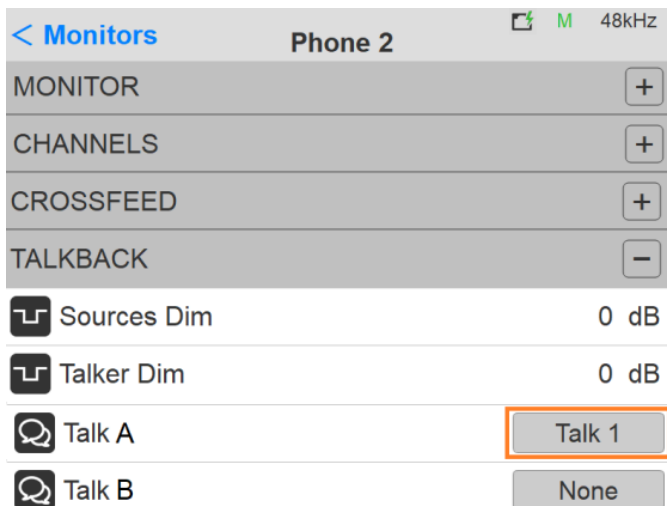 < Monitors Phone 2 M 48kHz
MONITOR +
CHANNELS +
CROSSFEED +
TALKBACK −
Sources Dim 0 dB
Talker Dim 0 dB
Talk A Talk 1
Talk B None